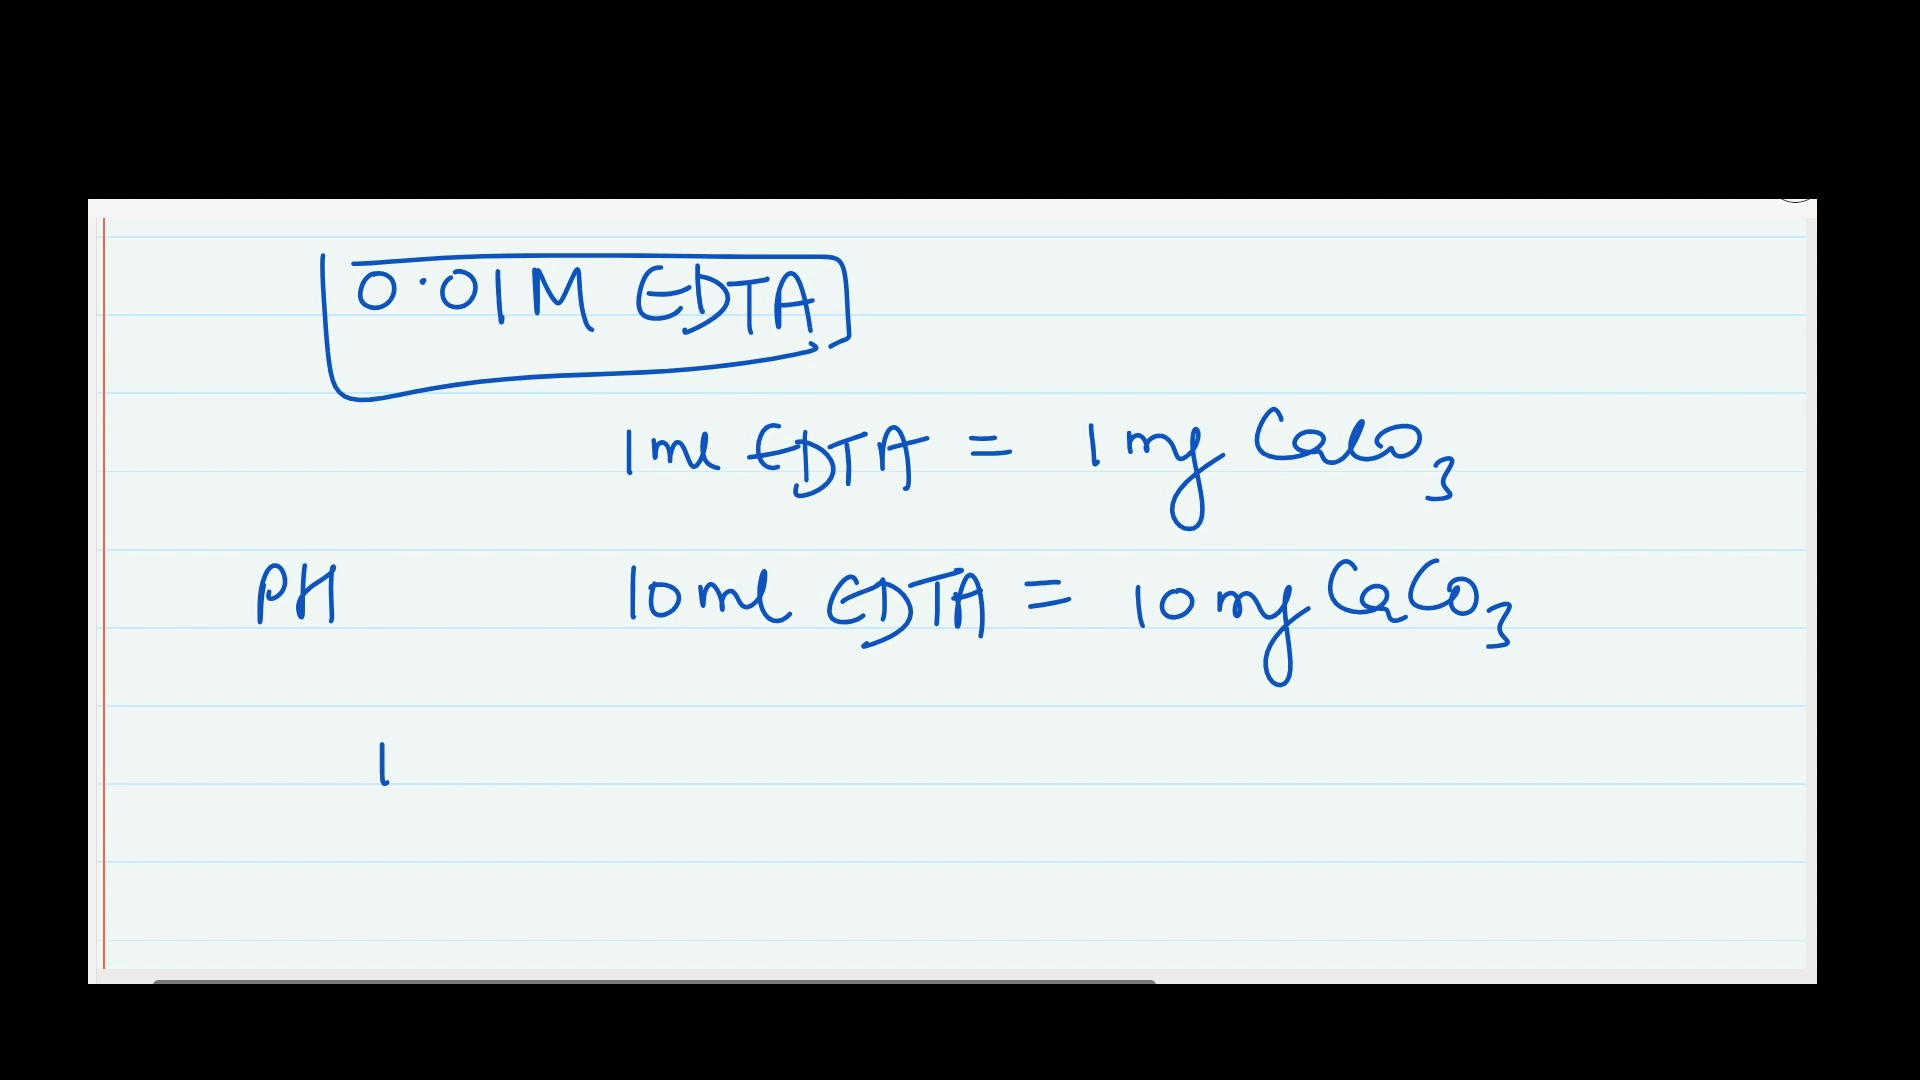 0.01M EDTA
1ml EDTA = 1mg CaCO3
PH 10ml EDTA = 10mg CaCO3
1